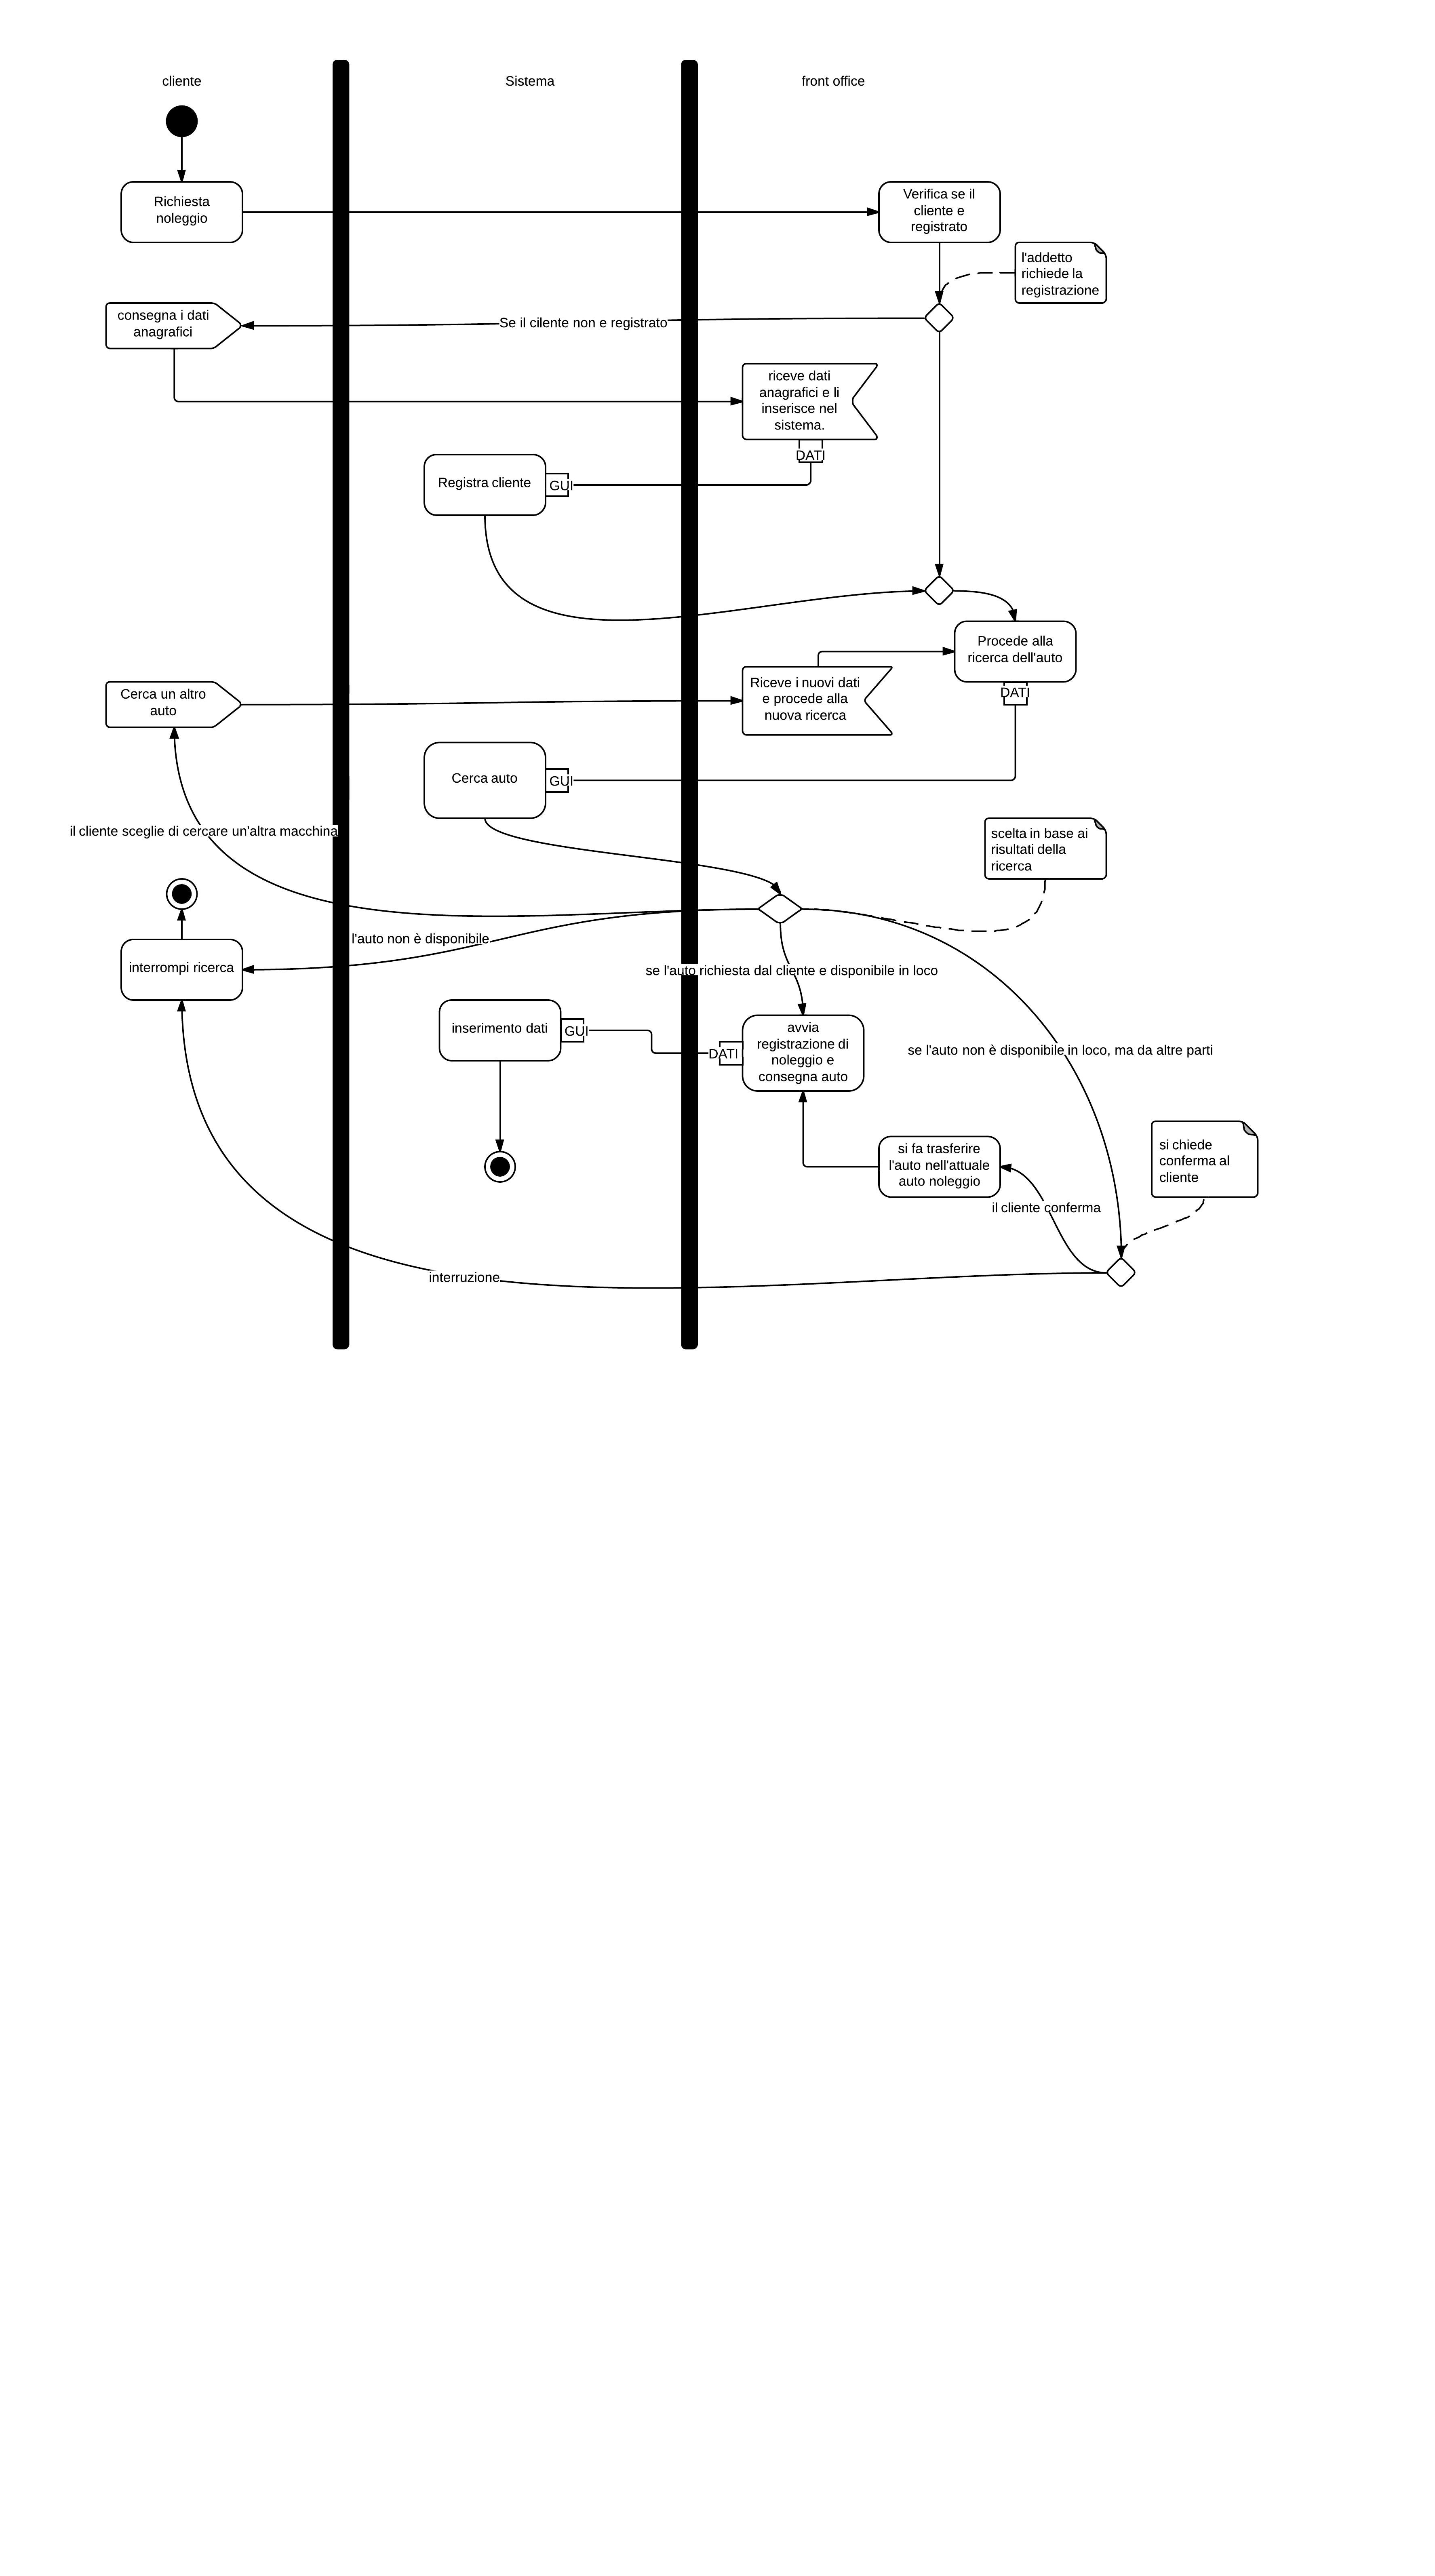 cliente
Sistema
front office
Richiesta
noleggio
Verifica se il
cliente e
registrato
l'addetto
richiede la
registrazione
consegna i dati
anagrafici
Se il cilente non e registrato
riceve dati
anagrafici e li
inserisce nel
sistema.
DATI
Registra cliente
GUI
Procede alla
ricerca dell'auto
DATI
Cerca un altro
auto
Riceve i nuovi dati
e procede alla
nuova ricerca
Cerca auto
GUI
il cliente sceglie di cercare un'altra macchina
scelta in base ai
risultati della
ricerca
l'auto non è disponibile
interrompi ricerca
se l'auto richiesta dal cliente e disponibile in loco
inserimento dati
GUI
DATI
avvia
registrazione di
noleggio e
consegna auto
se l'auto non è disponibile in loco, ma da altre parti
si fa trasferire
l'auto nell'attuale
auto noleggio
si chiede
conferma al
cliente
il cliente conferma
interruzione